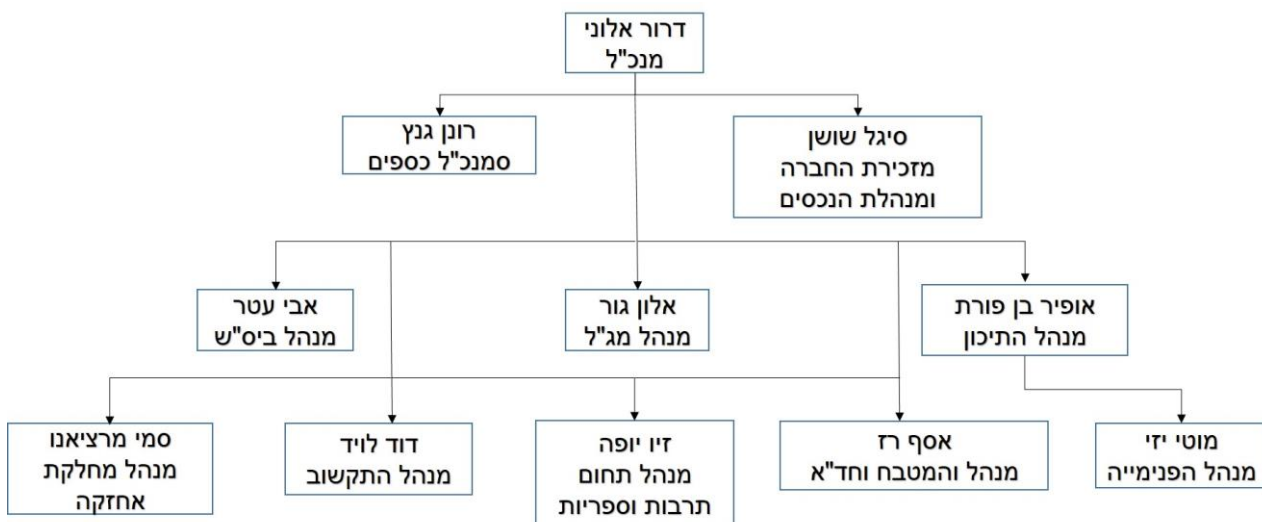 דרור אלוני
מנכ"ל
סיגל שושן
מזכירת החברה
ומנהלת הנכסים
רונן גנץ
סמנכ"ל כספים
אופיר בן פורת
מנהל התיכון
אלון גור
מנהל מג"ל
אבי עטר
מנהל ביס"ש
מוטי יזי
מנהל הפנימייה
אסף רז
מנהל והמטבח וחד"א
זיו יופה
מנהל תחום
תרבות וספריות
דוד לויד
מנהל התקשוב
סמי מרציאנו
מנהל מחלקת
אחזקה